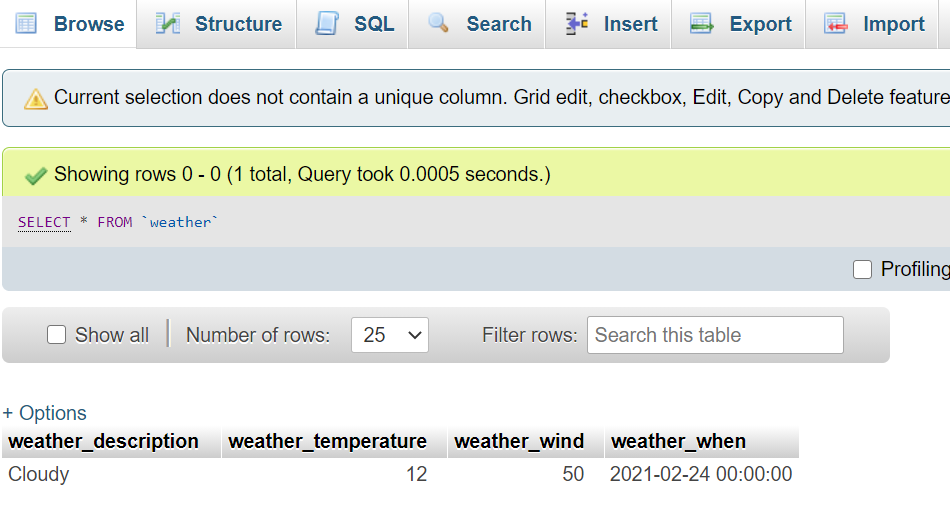 Browse Structure SQL Search Insert Export Import
Current selection does not contain a unique column. Grid edit, checkbox, Edit, Copy and Delete feature
Showing rows 0 - 0 (1 total, Query took 0.0005 seconds.)
SELECT * FROM `weather`
Profiling
Show all Number of rows: 25 Filter rows: Search this table
+ Options
weather_description weather_temperature weather_wind weather_when
Cloudy 12 50 2021-02-24 00:00:00